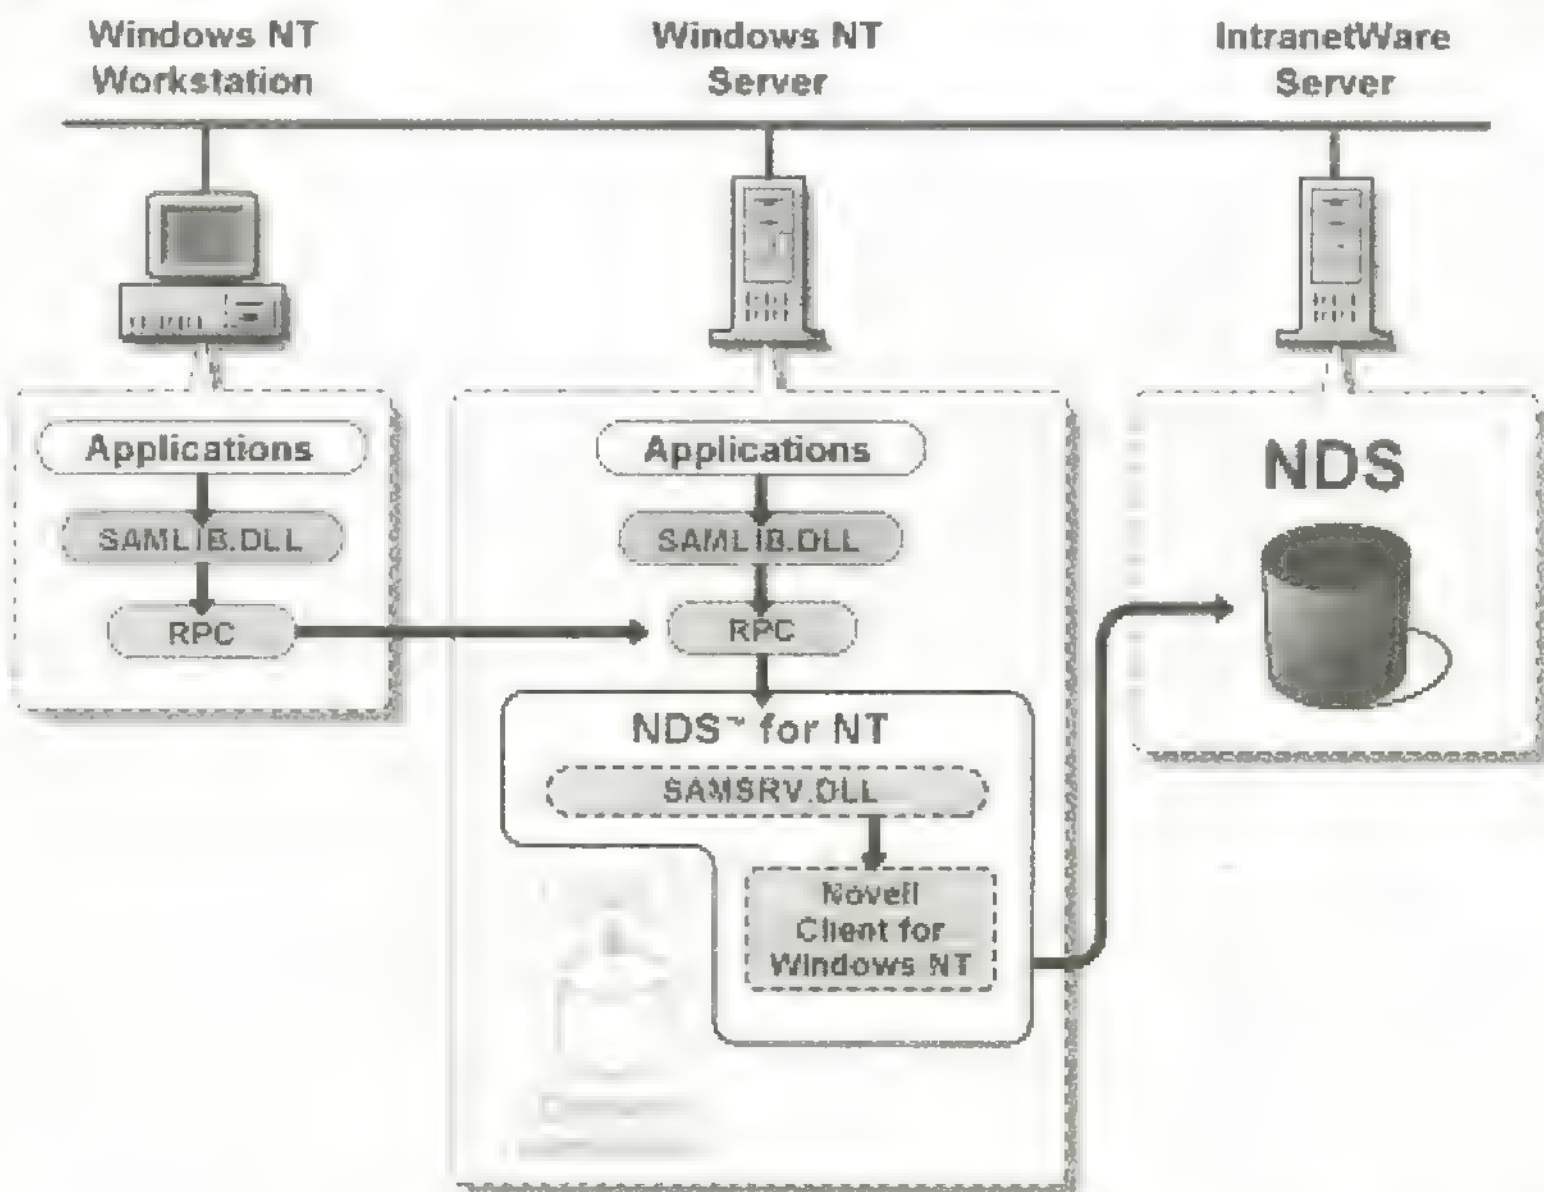 Windows NT
Workstation
Windows NT
Server
IntranetWare
Server
Applications
SAMLIB.DLL
RPC
Applications
SAMLIB.DLL
RPC
NDS™ for NT
SAMSRV.DLL
Novell
Client for
Windows NT
NDS